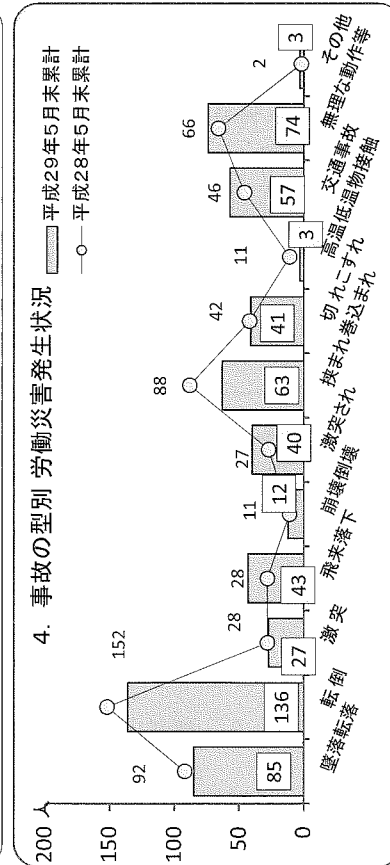 4. 事故の型別 労働災害発生状況
平成29年5月末累計
平成28年5月末累計
200
人
150
100
50
0
92
152
28
28
11
27
88
42
11
46
66
2
85
136
27
43
12
40
63
41
3
57
74
3
墜落転落
転倒
激突
飛来落下
崩壊倒壊
激突され
挟まれ巻込まれ
切れこすれ
高温低温物接触
交通事故
無理な動作等
その他